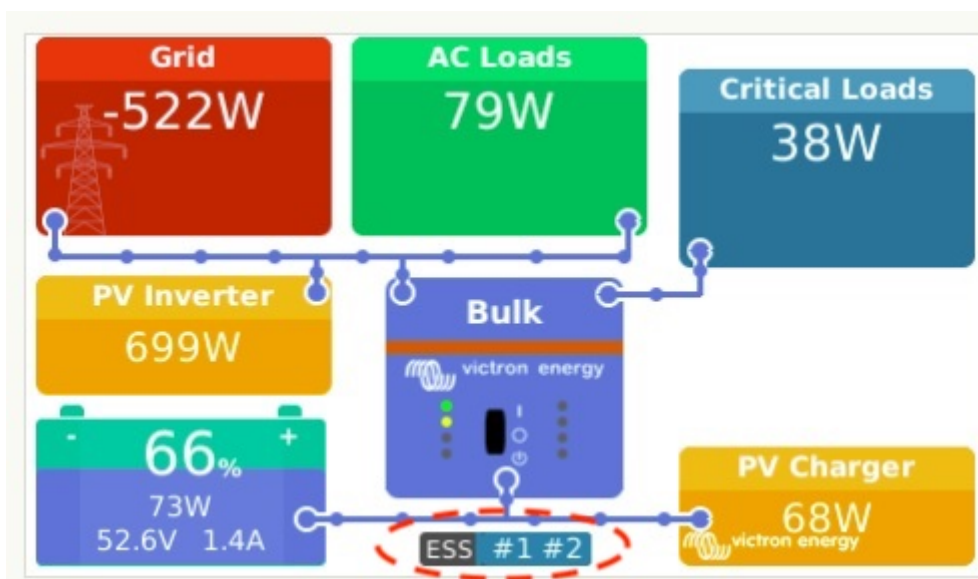 Grid
-522W
AC Loads
79W
Critical Loads
38W
PV Inverter
699W
Bulk
victron energy
- +
66%
73W
52.6V 1.4A
PV Charger
68W
victron energy
ESS #1 #2